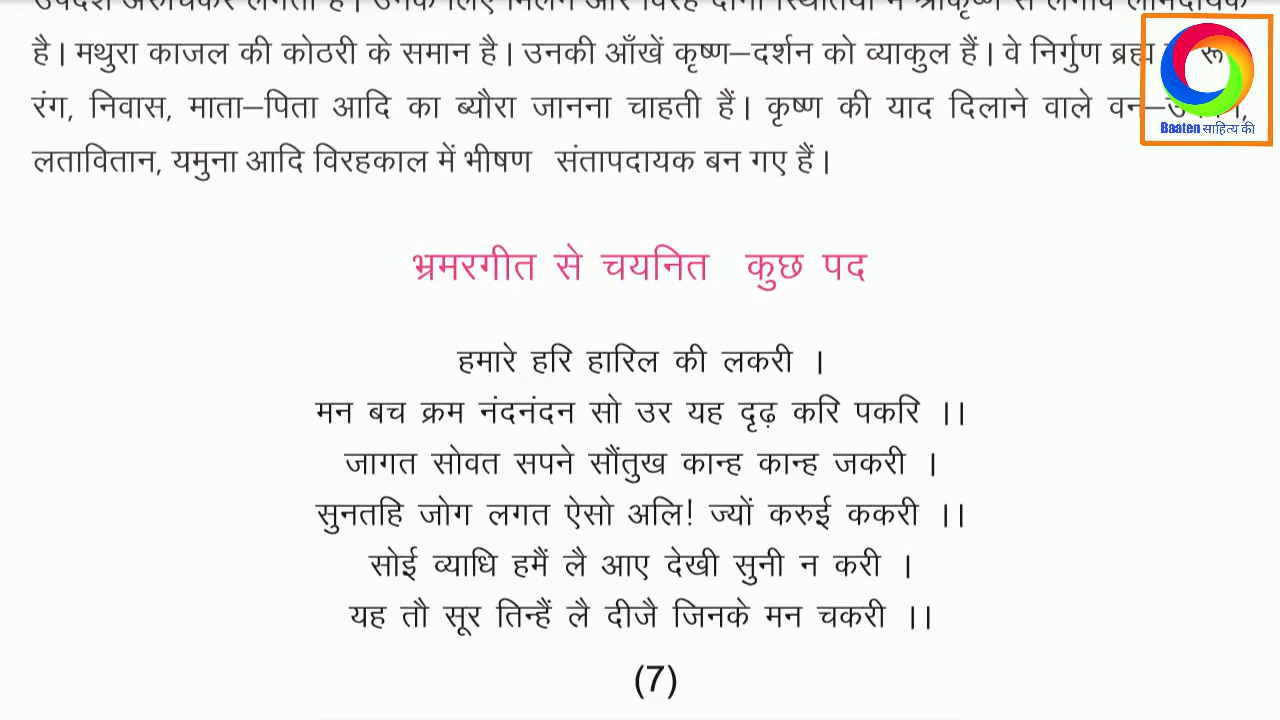 है। मथुरा काजल की कोठरी के समान है। उनकी आँखें कृष्ण–दर्शन को व्याकुल हैं। वे निर्गुण ब्रह्म
रंग, निवास, माता–पिता आदि का ब्यौरा जानना चाहती हैं। कृष्ण की याद दिलाने वाले
लतावितान, यमुना आदि विरहकाल में भीषण संतापदायक बन गए हैं।
Baaten साहित्य की
भ्रमरगीत से चयनित कुछ पद
हमारे हरि हारिल की लकरी ।
मन बच क्रम नंदनंदन सो उर यह दृढ़ करि पकरि ।।
जागत सोवत सपने सौंतुख कान्ह कान्ह जकरी ।
सुनतहि जोग लगत ऐसो अलि! ज्यों करुई ककरी ।।
सोई व्याधि हमैं लै आए देखी सुनी न करी ।
यह तौ सूर तिन्हैं लै दीजै जिनके मन चकरी ।।
(7)